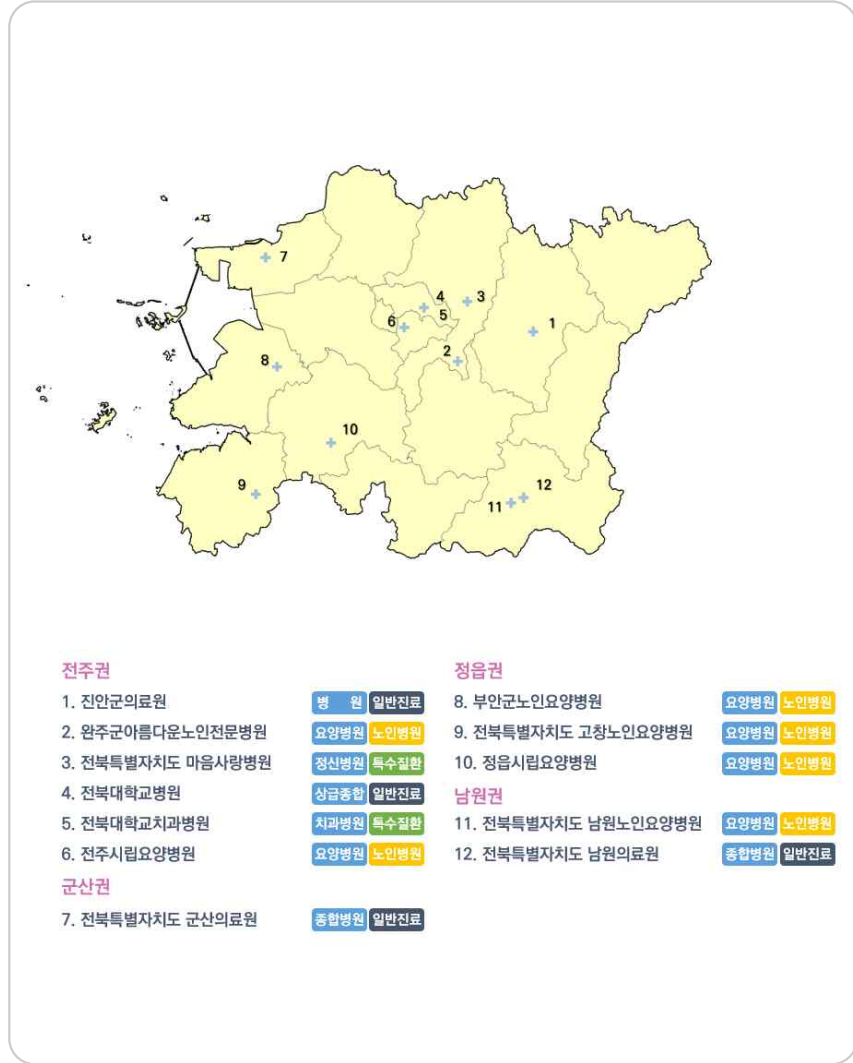 7
4
3
5
6
1
2
8
10
9
12
11
전주권
1. 진안군의료원 병 원 일반진료
2. 완주군아름다운노인전문병원 요양병원 노인병원
3. 전북특별자치도 마음사랑병원 정신병원 특수질환
4. 전북대학교병원 상급종합 일반진료
5. 전북대학교치과병원 치과병원 특수질환
6. 전주시립요양병원 요양병원 노인병원
군산권
7. 전북특별자치도 군산의료원 종합병원 일반진료
정읍권
8. 부안군노인요양병원 요양병원 노인병원
9. 전북특별자치도 고창노인요양병원 요양병원 노인병원
10. 정읍시립요양병원 요양병원 노인병원
남원권
11. 전북특별자치도 남원노인요양병원 요양병원 노인병원
12. 전북특별자치도 남원의료원 종합병원 일반진료